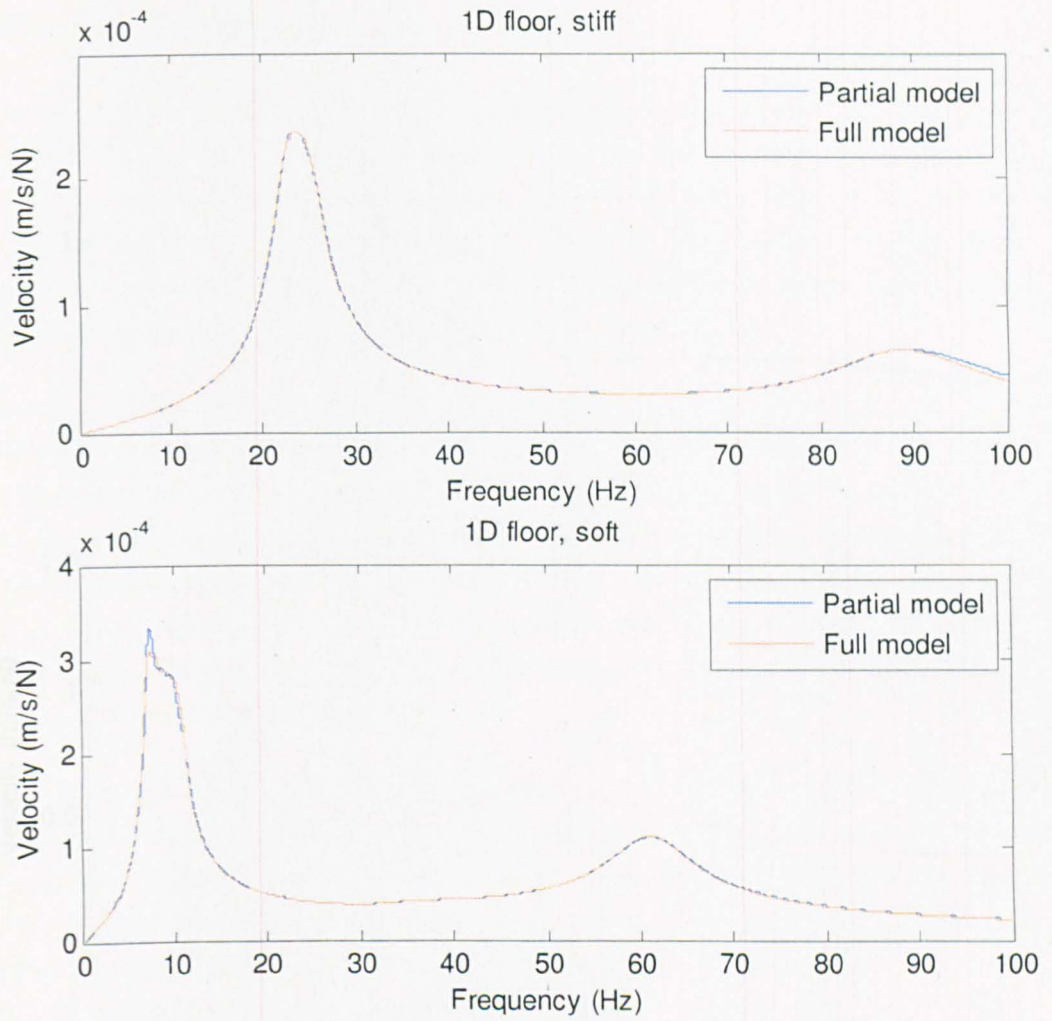 x 10⁻⁴
1D floor, stiff
Velocity (m/s/N)
2
1
0
Partial model
Full model
0 10 20 30 40 50 60 70 80 90 100
Frequency (Hz)
1D floor, soft
x 10⁻⁴
Velocity (m/s/N)
4
3
2
1
0
Partial model
Full model
0 10 20 30 40 50 60 70 80 90 100
Frequency (Hz)